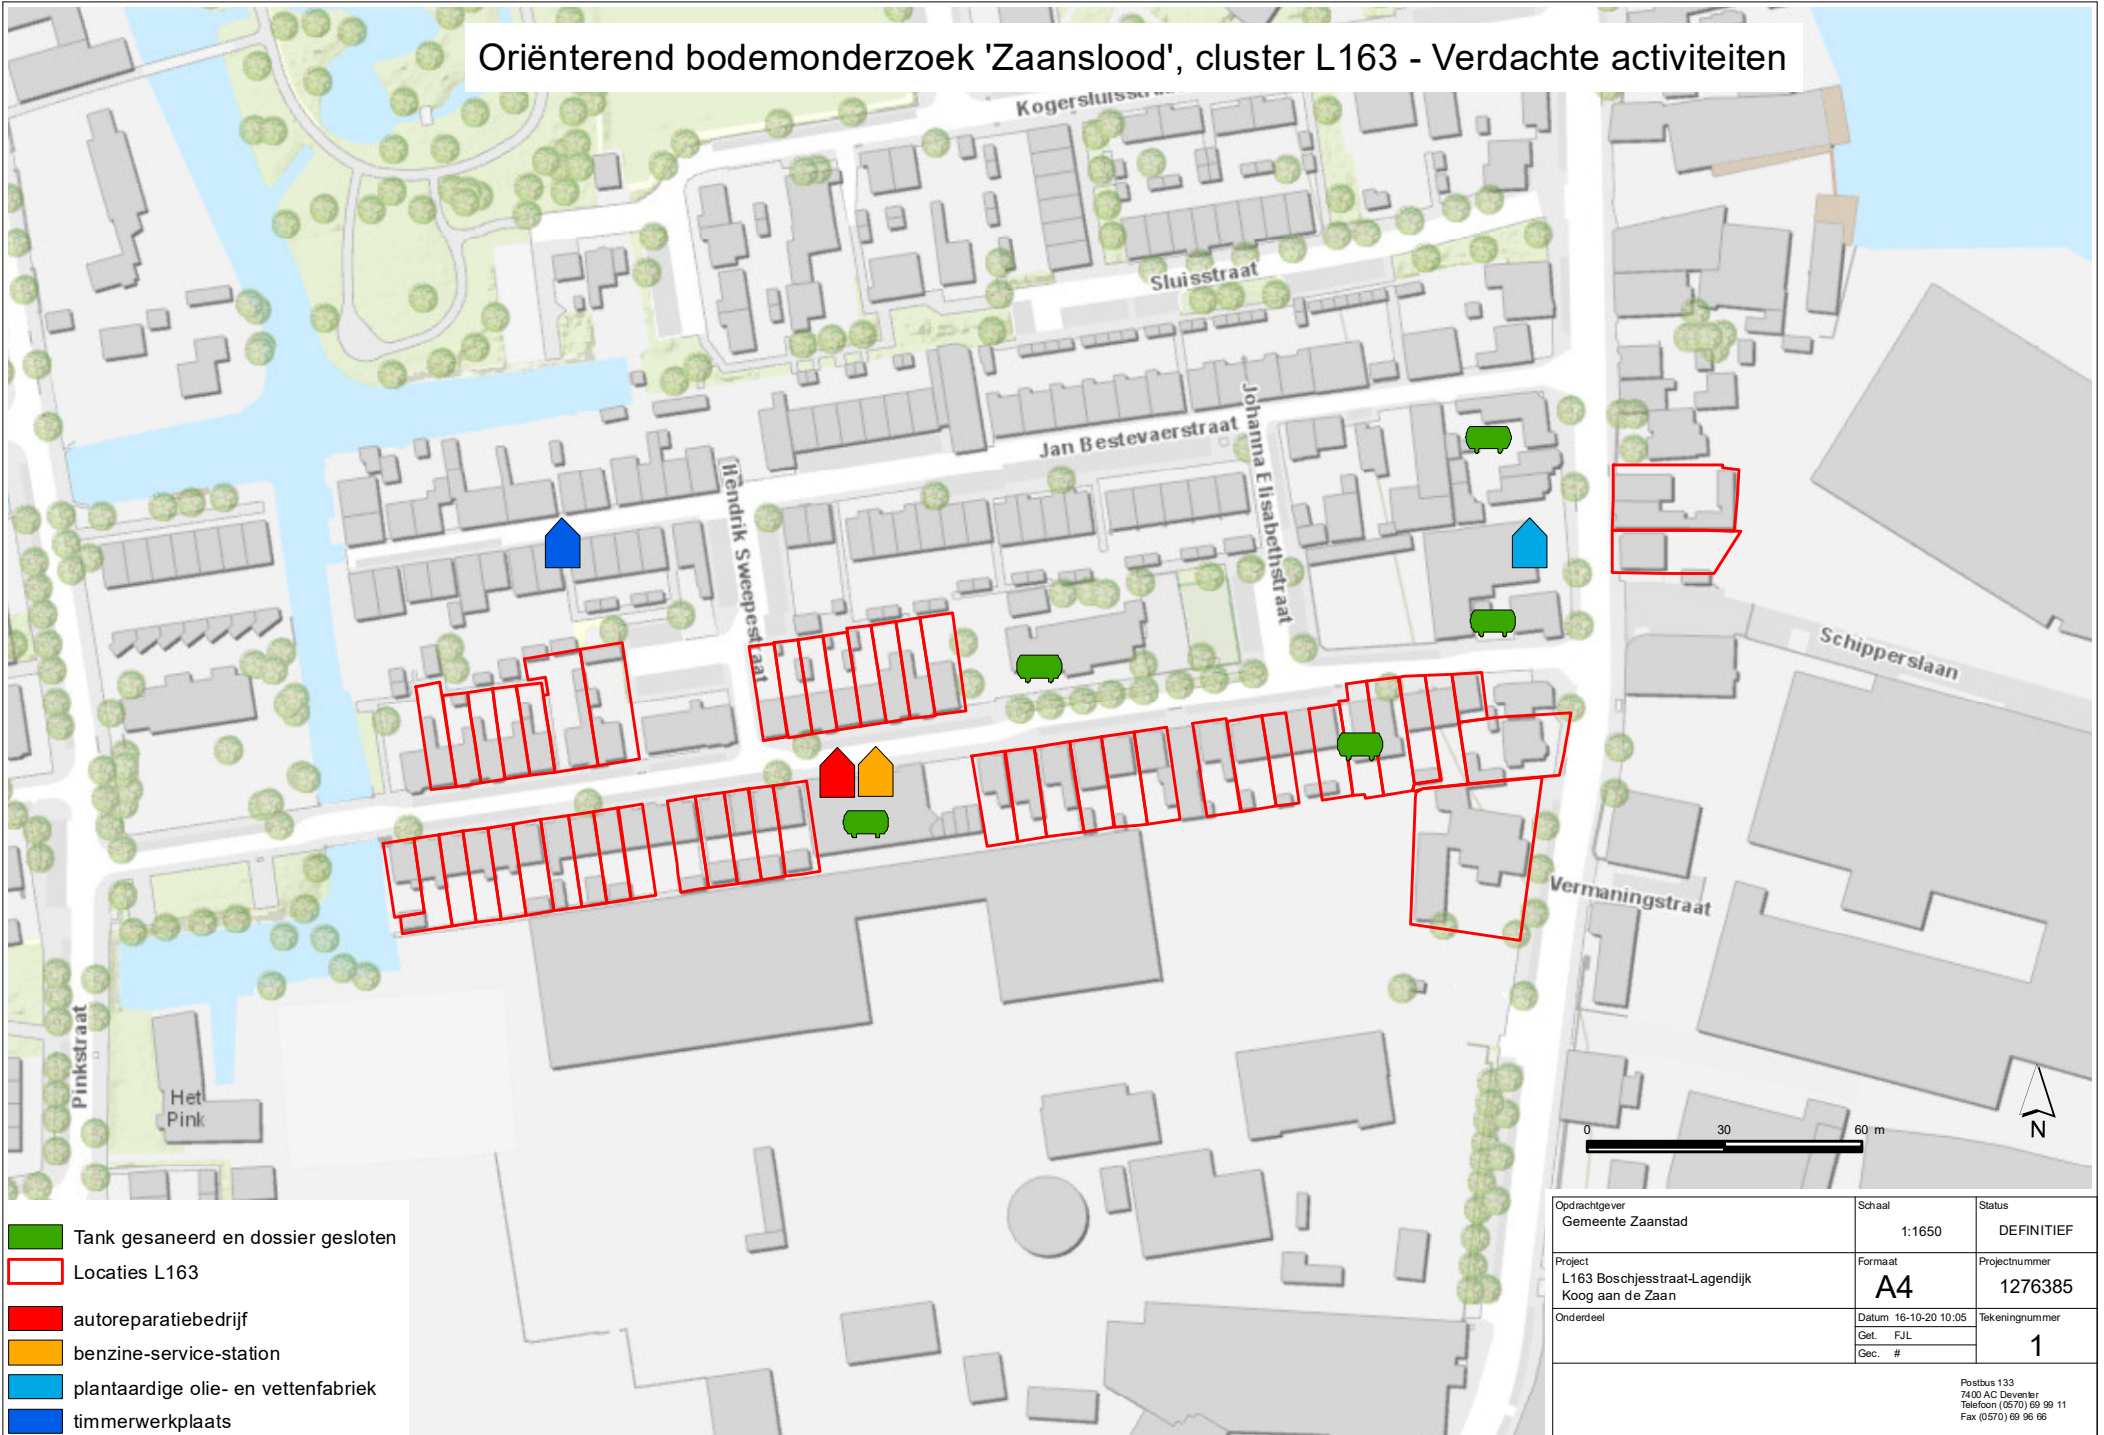 Oriënterend bodemonderzoek 'Zaanslood', cluster L163 - Verdachte activiteiten
Sluisstraat
Jan Bestevaerstraat
Johanna Elisabethstraat
Hendrik Sweepestraat
Schipperslaan
Vermaningstraat
Pinkstraat
Het
Pink
0 30 60 m
N
Tank gesaneerd en dossier gesloten
Locaties L163
autoreparatiebedrijf
benzine-service-station
plantaardige olie- en vettenfabriek
timmerwerkplaats
Opdrachtgever
Gemeente Zaanstad
Schaal
1:1650
Status
DEFINITIEF
Project
L163 Boschjesstraat-Lagendijk
Koog aan de Zaan
Formaat
A4
Projectnummer
1276385
Onderdeel
Datum 16-10-20 10:05
Get. FJL
Gec. #
Tekeningnummer
1
Postbus 133
7400 AC Deventer
Telefoon (0570) 69 99 11
Fax (0570) 69 96 66